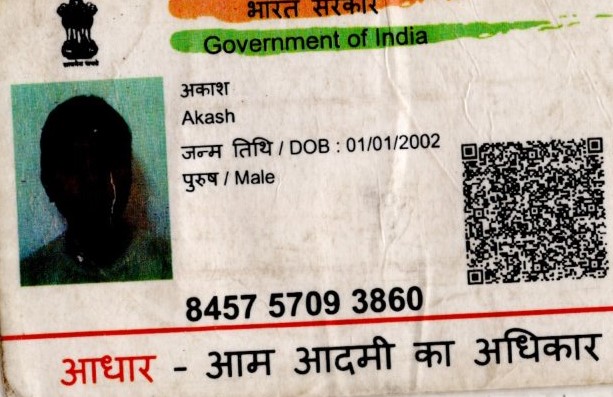 भारत सरकार
Government of India
अकाश
Akash
जन्म तिथि / DOB : 01/01/2002
पुरुष / Male
8457 5709 3860
आधार - आम आदमी का अधिकार